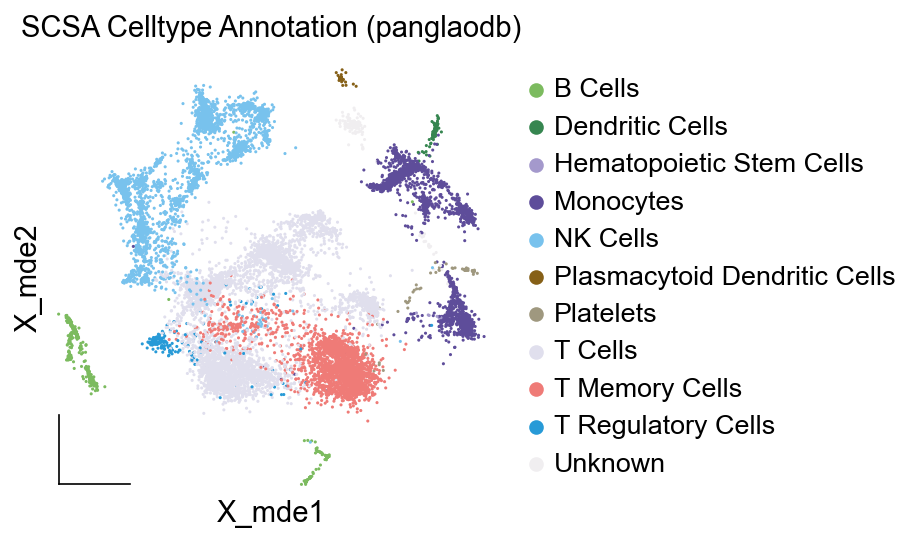 SCSA Celltype Annotation (panglaodb)
B Cells
Dendritic Cells
Hematopoietic Stem Cells
Monocytes
NK Cells
Plasmacytoid Dendritic Cells
Platelets
T Cells
T Memory Cells
T Regulatory Cells
Unknown
X_mde2
X_mde1